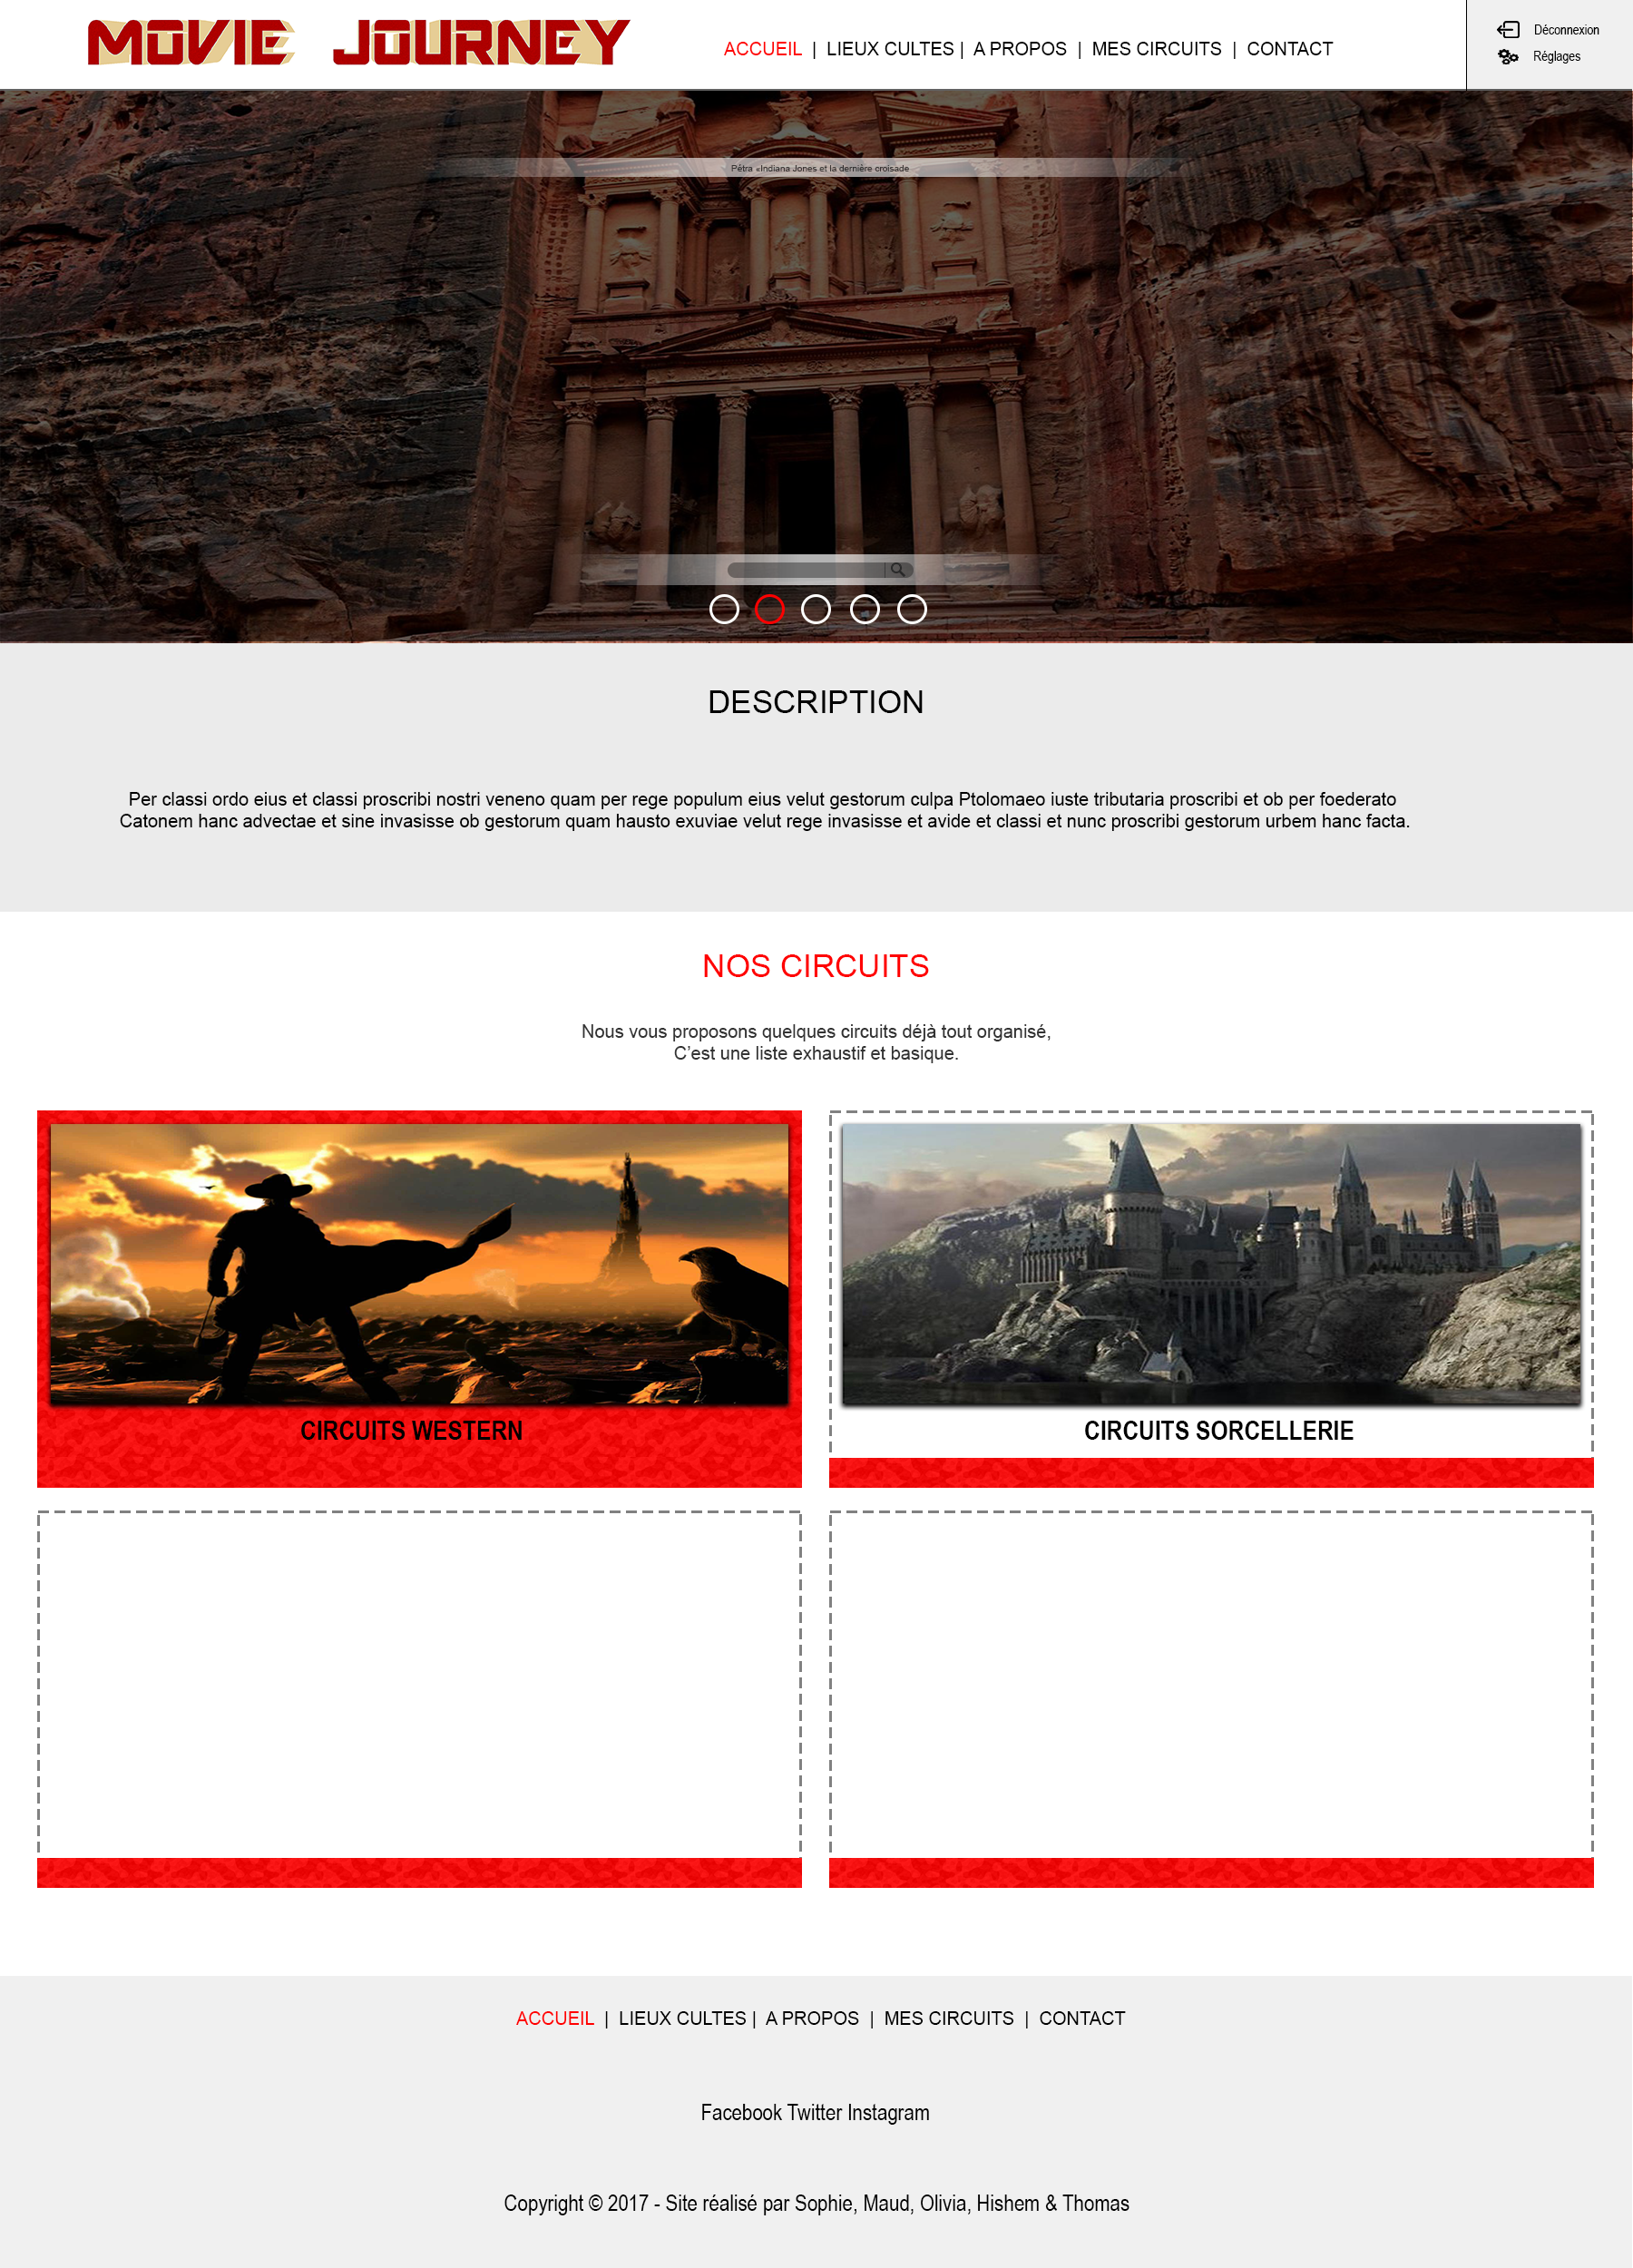 MOVIE JOURNEY
ACCUEIL | LIEUX CULTES | A PROPOS | MES CIRCUITS | CONTACT
Déconnexion
Réglages
Pétra «Indiana Jones et la dernière croisade
DESCRIPTION
Per classi ordo eius et classi proscribi nostri veneno quam per rege populum eius velut gestorum culpa Ptolomaeo iuste tributaria proscribi et ob per foederato
Catonem hanc advectae et sine invasisse ob gestorum quam hausto exuviae velut rege invasisse et avide et classi et nunc proscribi gestorum urbem hanc facta.
NOS CIRCUITS
Nous vous proposons quelques circuits déjà tout organisé,
C’est une liste exhaustif et basique.
CIRCUITS WESTERN
CIRCUITS SORCELLERIE
ACCUEIL | LIEUX CULTES | A PROPOS | MES CIRCUITS | CONTACT
Facebook Twitter Instagram
Copyright © 2017 - Site réalisé par Sophie, Maud, Olivia, Hishem & Thomas